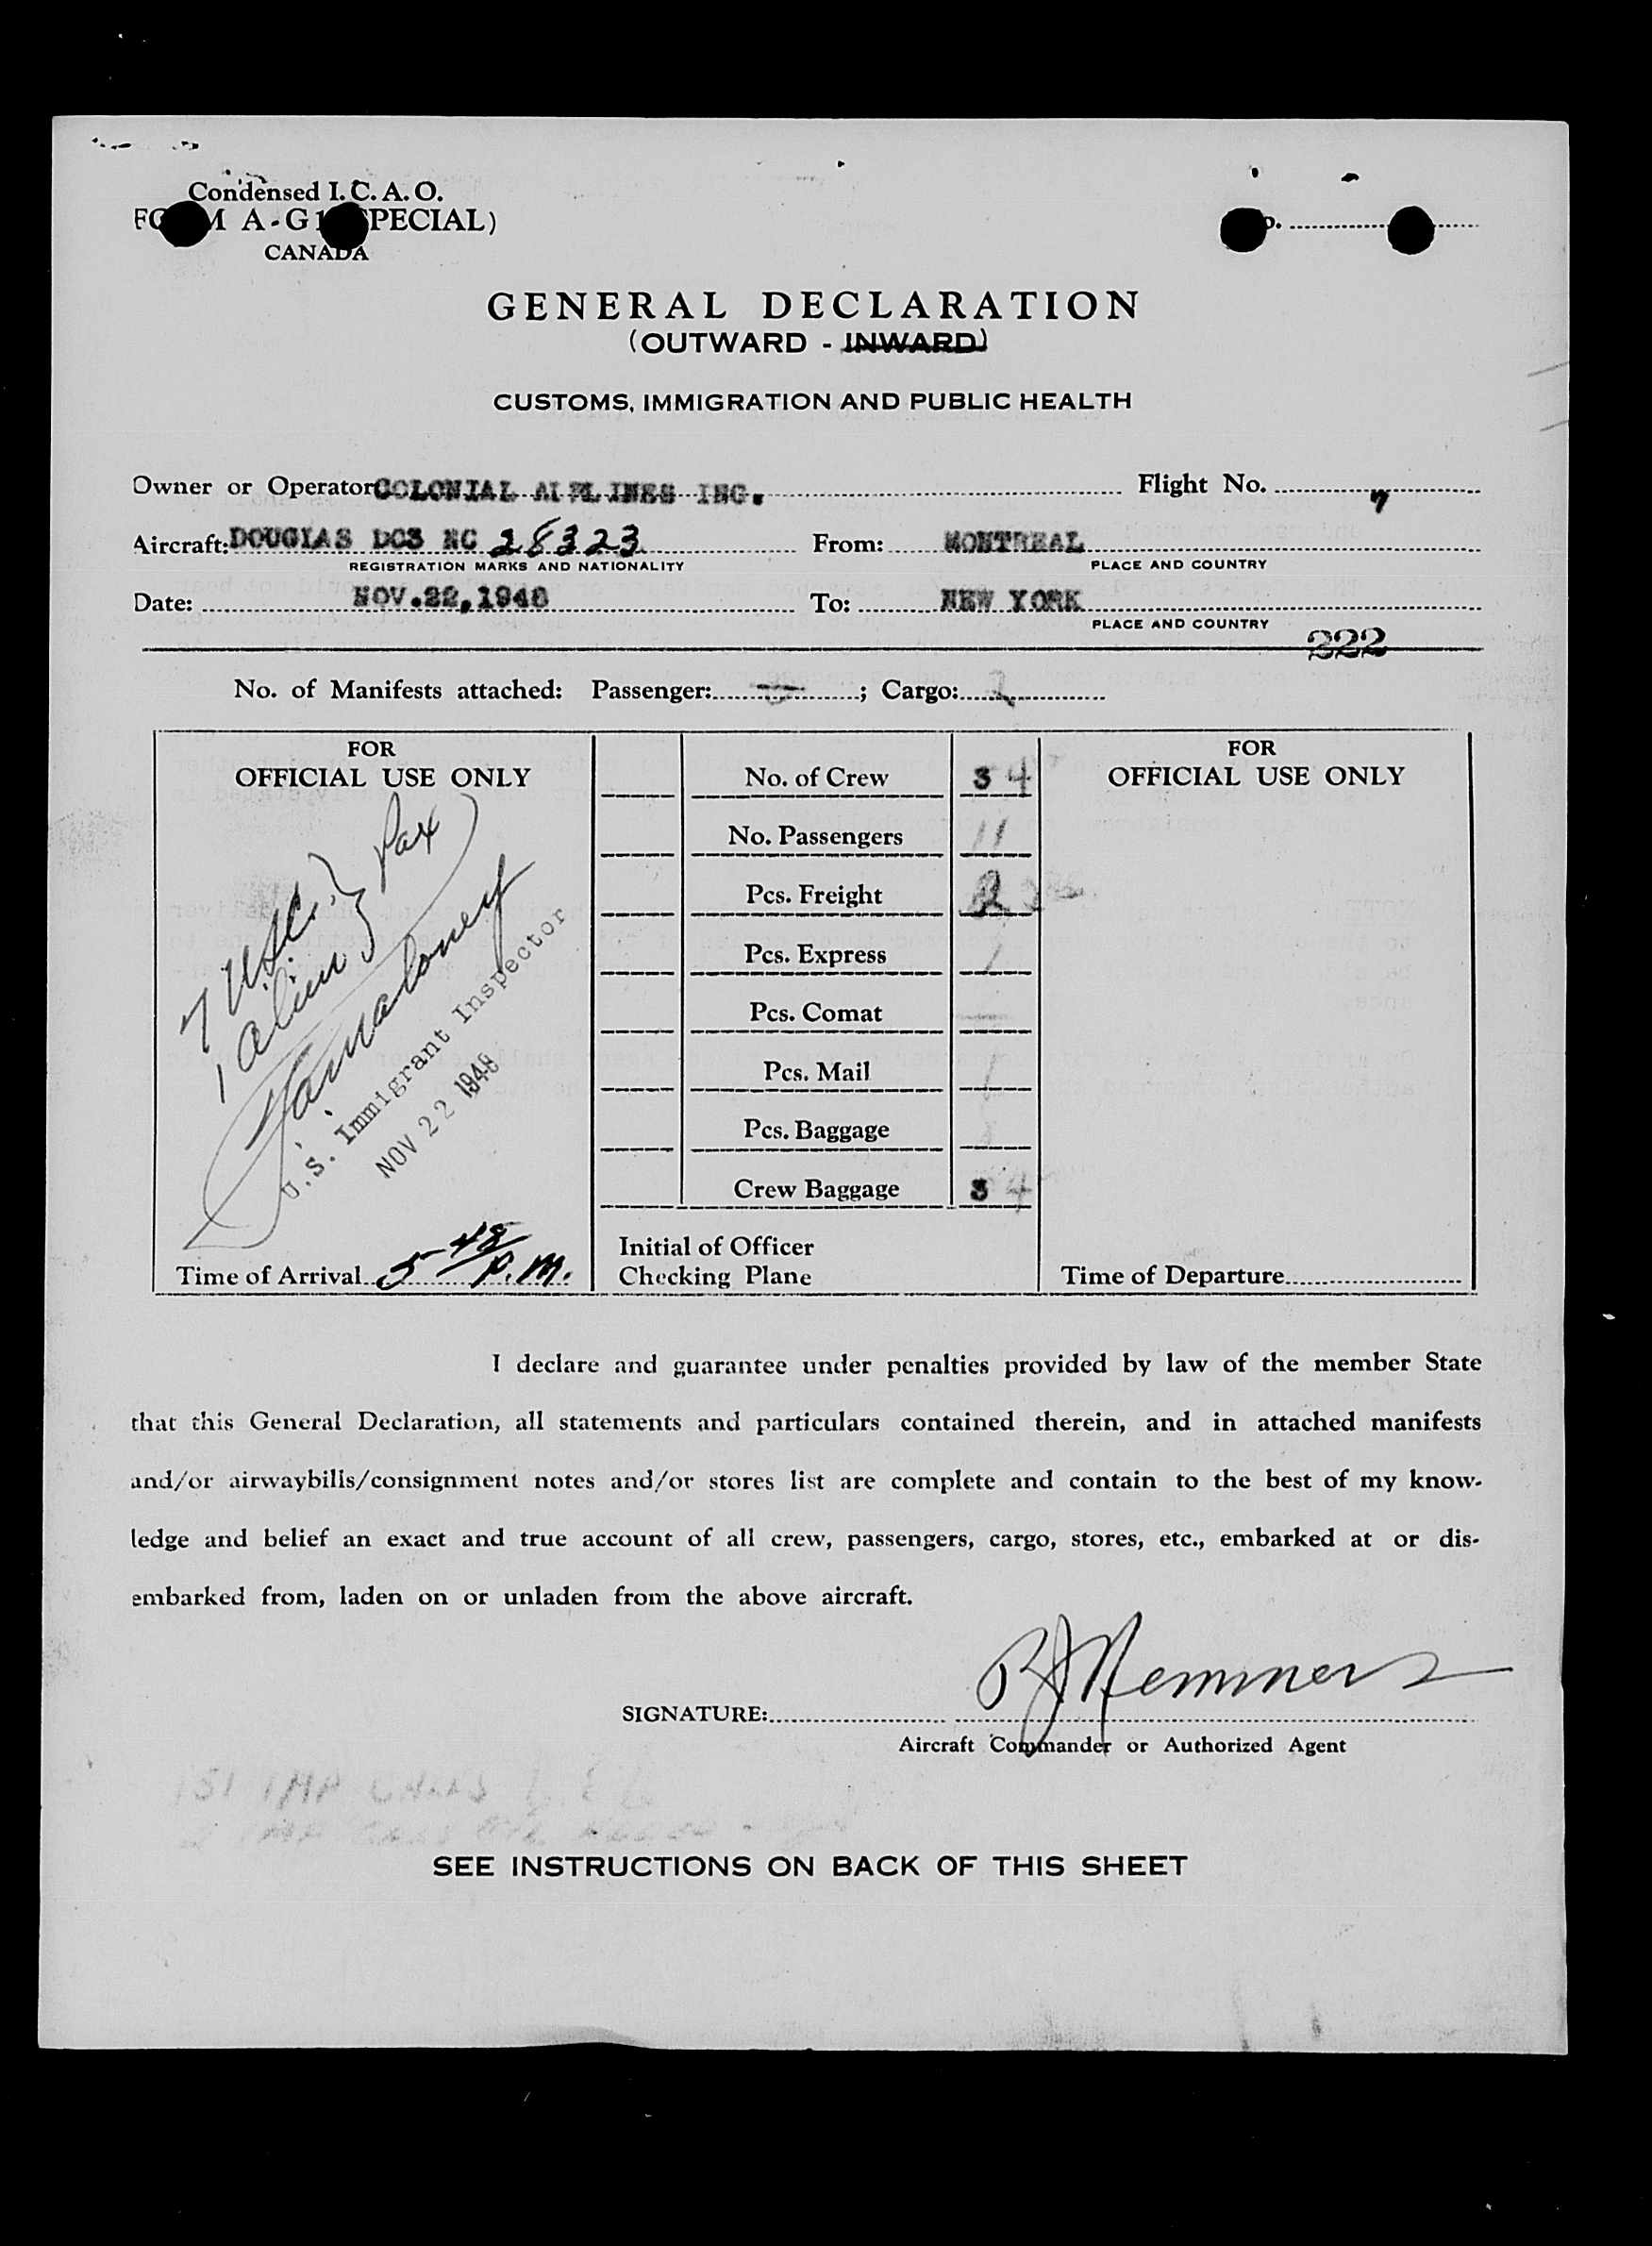 Condensed I. C. A. O.
FORM A-G1 (SPECIAL)
CANADA
GENERAL DECLARATION
(OUTWARD - INWARD)
CUSTOMS, IMMIGRATION AND PUBLIC HEALTH
Owner or Operator COLONIAL AIRLINES INC. Flight No. 7
Aircraft: DOUGLAS DC3 NC 28323 From: MONTREAL
REGISTRATION MARKS AND NATIONALITY PLACE AND COUNTRY
Date: NOV.22,1948 To: NEW YORK
PLACE AND COUNTRY
222
No. of Manifests attached: Passenger: ; Cargo: 2
FOR
OFFICIAL USE ONLY
7 USC
1 alien
Pax
U.S. Immigrant Inspector
NOV 22 1948
Time of Arrival 5 48 P.M.
No. of Crew 3 4
No. Passengers 11
Pcs. Freight 2
Pcs. Express
Pcs. Comat
Pcs. Mail
Pcs. Baggage
Crew Baggage 3 4
Initial of Officer
Checking Plane
FOR
OFFICIAL USE ONLY
Time of Departure
I declare and guarantee under penalties provided by law of the member State
that this General Declaration, all statements and particulars contained therein, and in attached manifests
and/or airwaybills/consignment notes and/or stores list are complete and contain to the best of my know-
ledge and belief an exact and true account of all crew, passengers, cargo, stores, etc., embarked at or dis-
embarked from, laden on or unladen from the above aircraft.
SIGNATURE:
Aircraft Commander or Authorized Agent
SEE INSTRUCTIONS ON BACK OF THIS SHEET